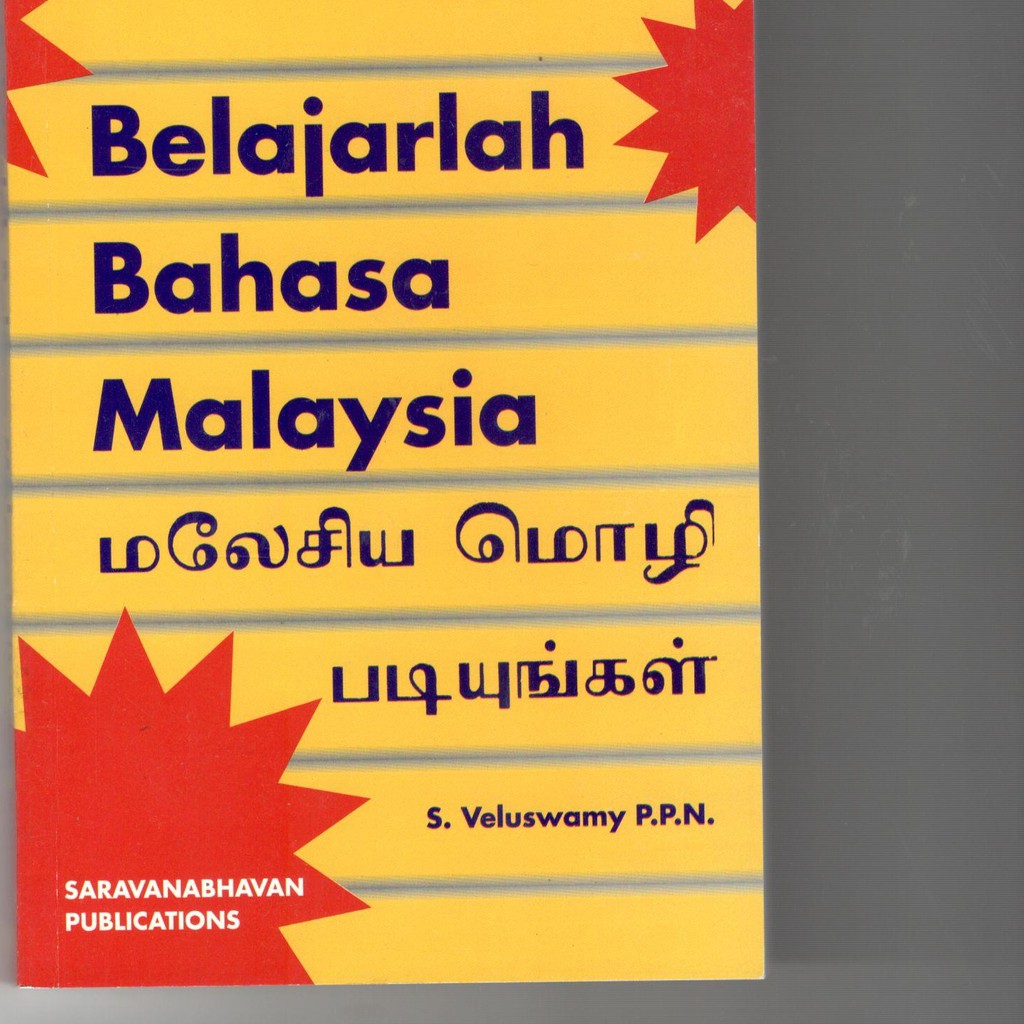 Belajarlah
Bahasa
Malaysia
மலேசிய மொழி
படியுங்கள்
S. Veluswamy P.P.N.
SARAVANABHAVAN
PUBLICATIONS